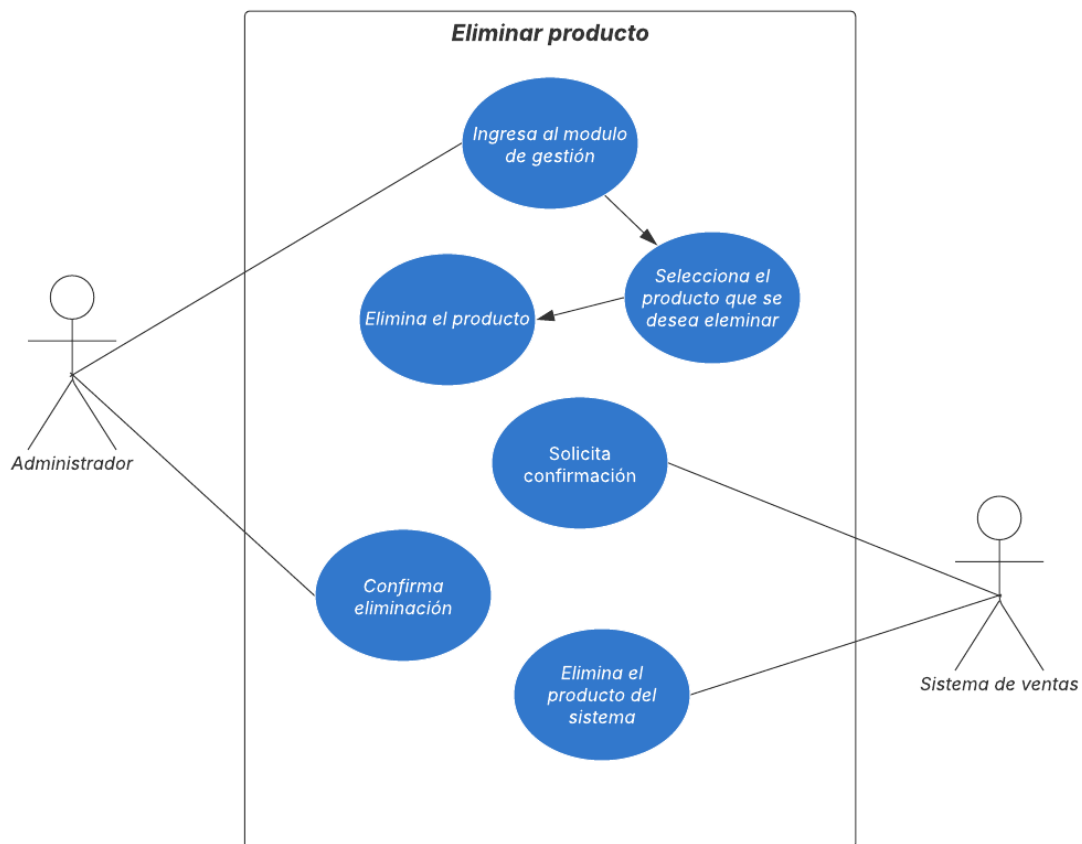 Eliminar producto
Ingresa al modulo
de gestión
Selecciona el
producto que se
desea eleminar
Elimina el producto
Solicita
confirmación
Administrador
Confirma
eliminación
Elimina el
producto del
sistema
Sistema de ventas